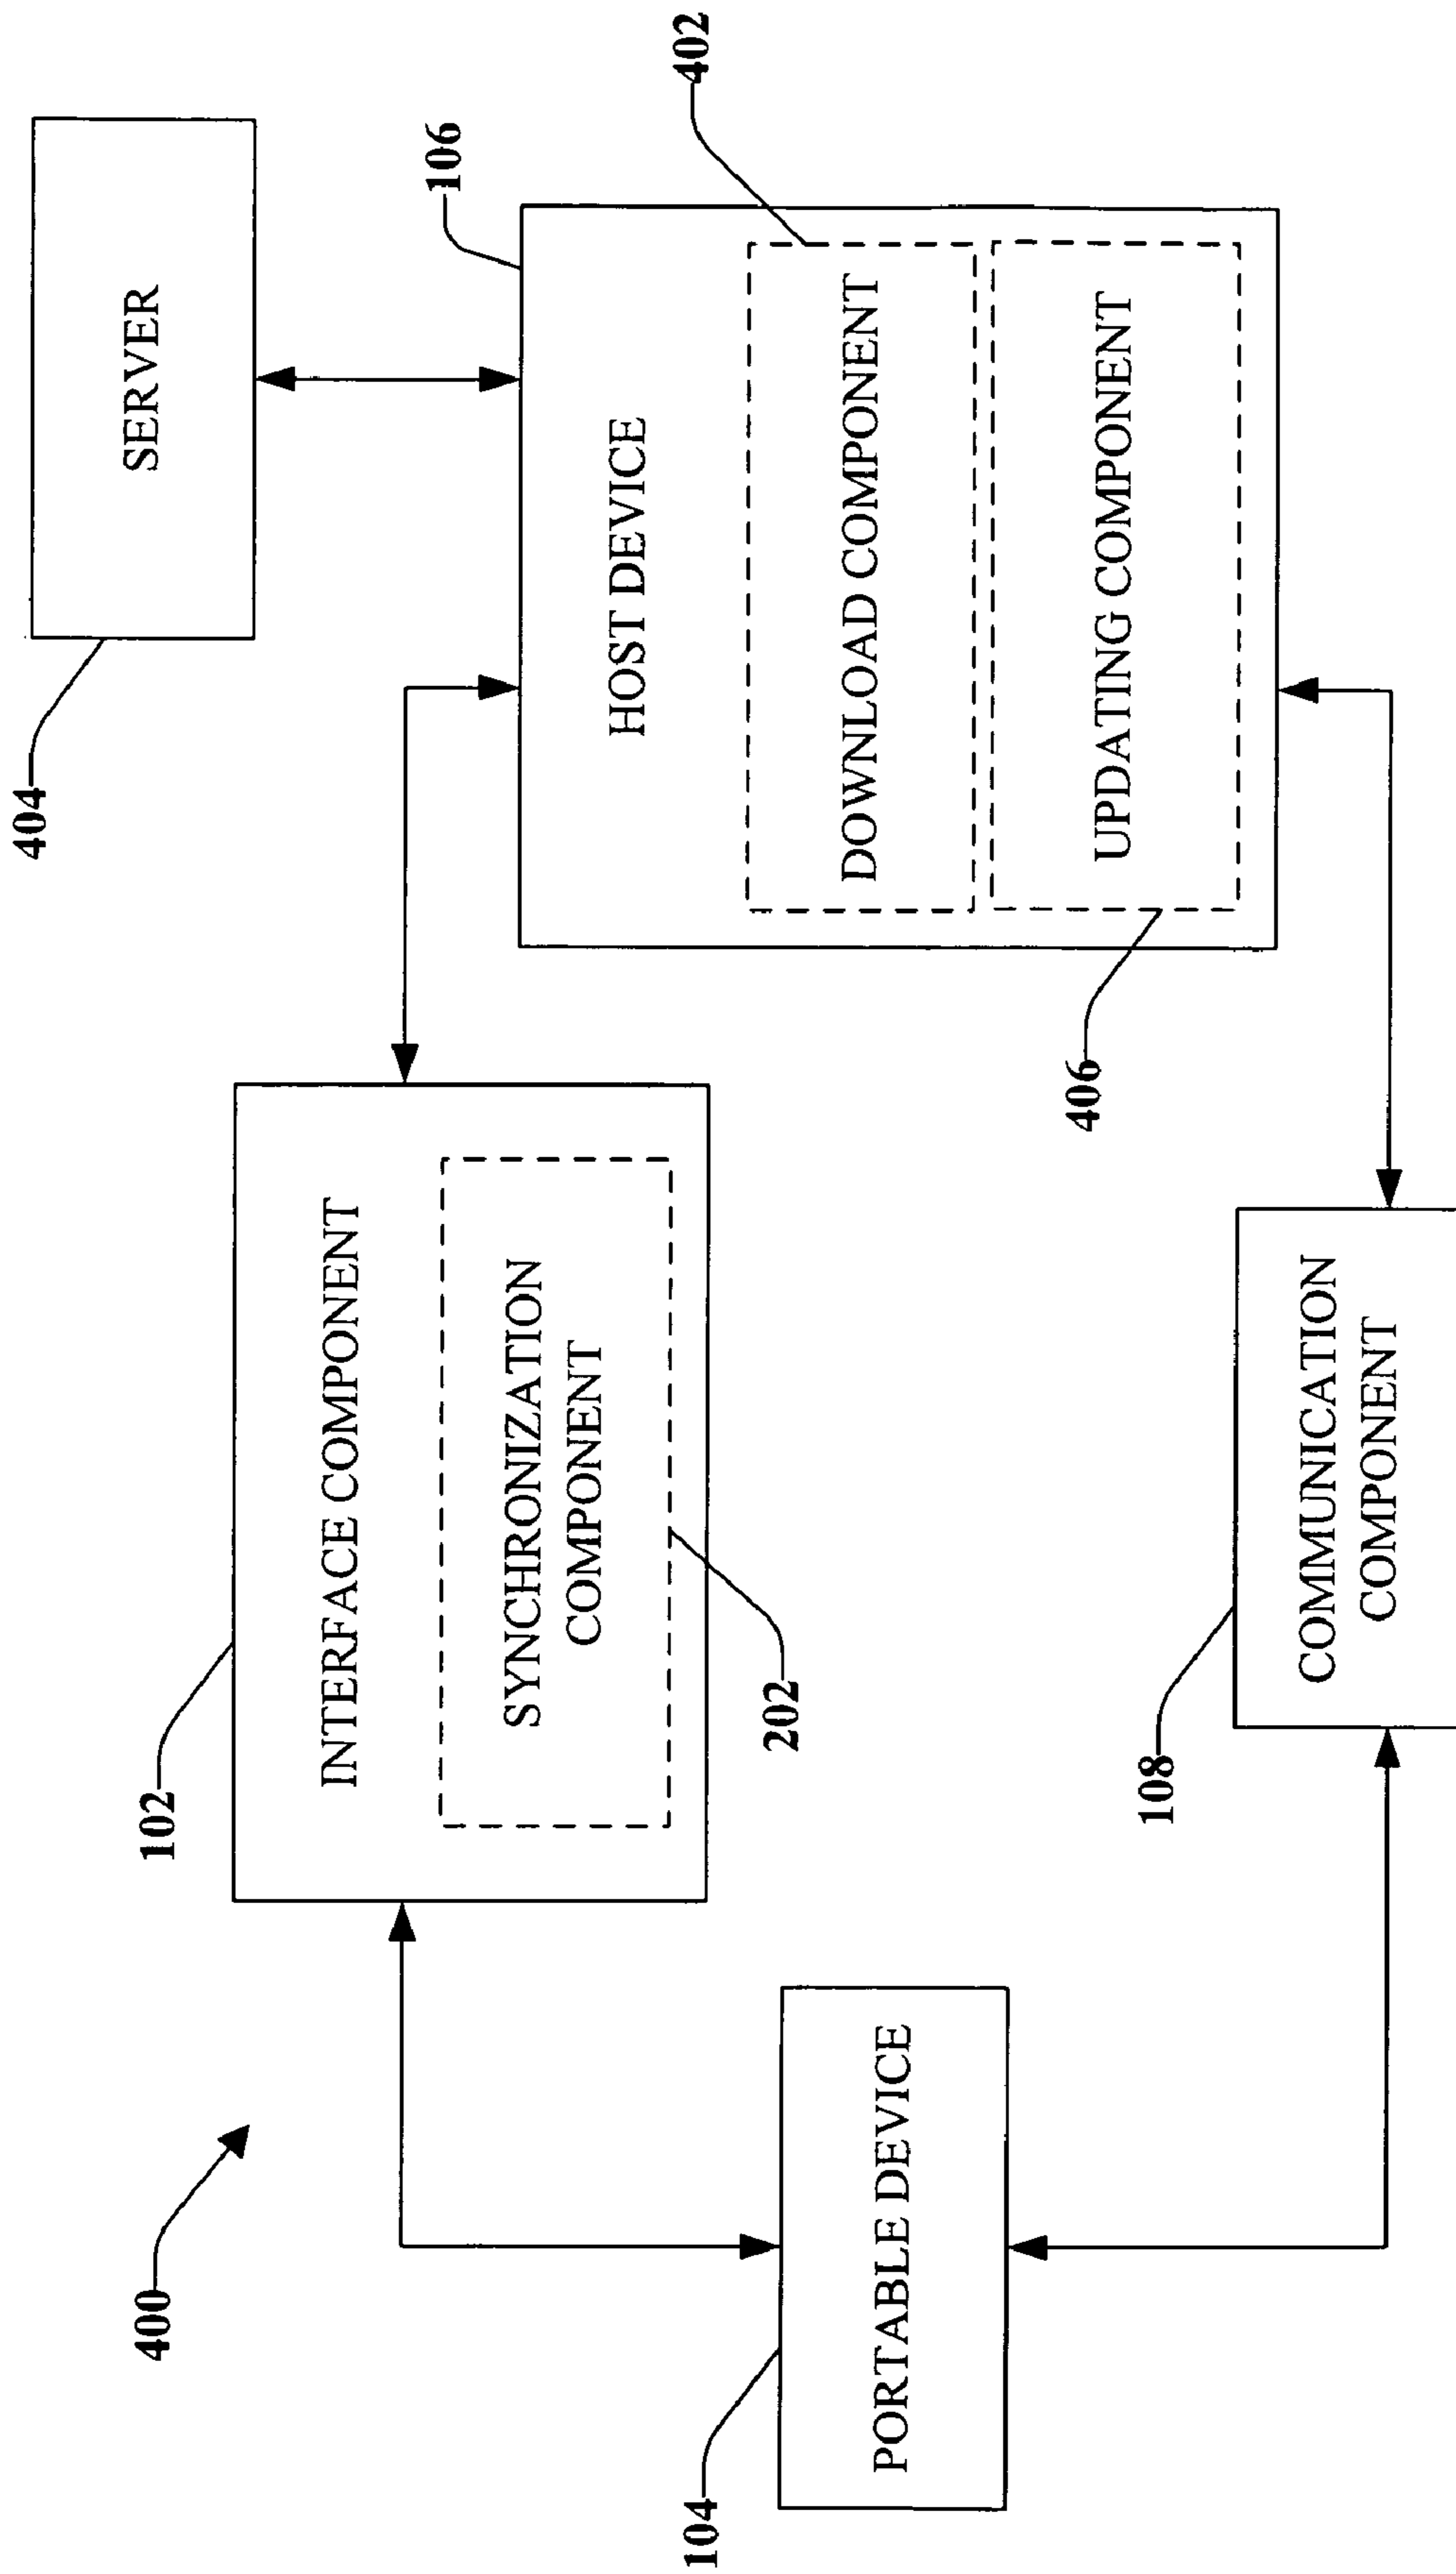 400
102
INTERFACE COMPONENT
SYNCHRONIZATION
COMPONENT
202
404
SERVER
106
HOST DEVICE
402
DOWNLOAD COMPONENT
UPDATING COMPONENT
406
104
PORTABLE DEVICE
108
COMMUNICATION
COMPONENT